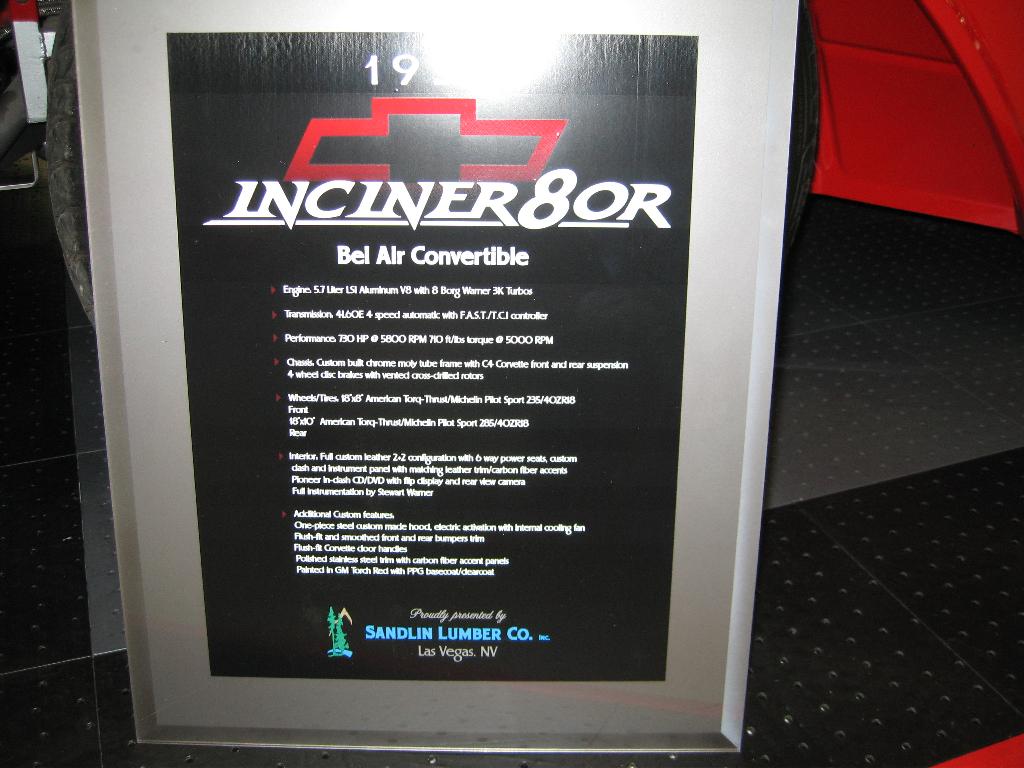 19
INCINER8OR
Bel Air Convertible
Engine. 5.7 Liter LS1 Aluminum V8 with 8 Borg Warner 3K Turbos
Transmission. 4L6OE 4 speed automatic with F.A.S.T./T.C.I controller
Performance. 730 HP @ 5800 RPM 710 ft/lbs torque @ 5000 RPM
Chassis. Custom built chrome moly tube frame with C4 Corvette front and rear suspension
4 wheel disc brakes with vented cross-drilled rotors
Wheels/Tires. 18"x8" American Torq-Thrust/Michelin Pilot Sport 235/40ZR18
Front
18"x10" American Torq-Thrust/Michelin Pilot Sport 285/40ZR18
Rear
Interior. Full custom leather 2+2 configuration with 6 way power seats, custom
dash and instrument panel with matching leather trim/carbon fiber accents
Pioneer in-dash CD/DVD with flip display and rear view camera
Full instrumentation by Stewart Warner
Additional Custom features.
One-piece steel custom made hood, electric activation with internal cooling fan
Flush-fit and smoothed front and rear bumpers trim
Flush-fit Corvette door handles
Polished stainless steel trim with carbon fiber accent panels
Painted in GM Torch Red with PPG basecoat/clearcoat
Proudly presented by
SANDLIN LUMBER CO. INC.
Las Vegas, NV